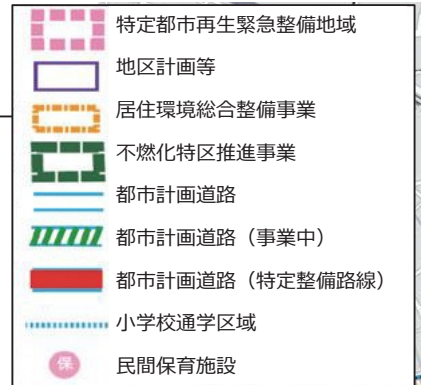 特定都市再生緊急整備地域
地区計画等
居住環境総合整備事業
不燃化特区推進事業
都市計画道路
都市計画道路（事業中）
都市計画道路（特定整備路線）
小学校通学区域
保 民間保育施設